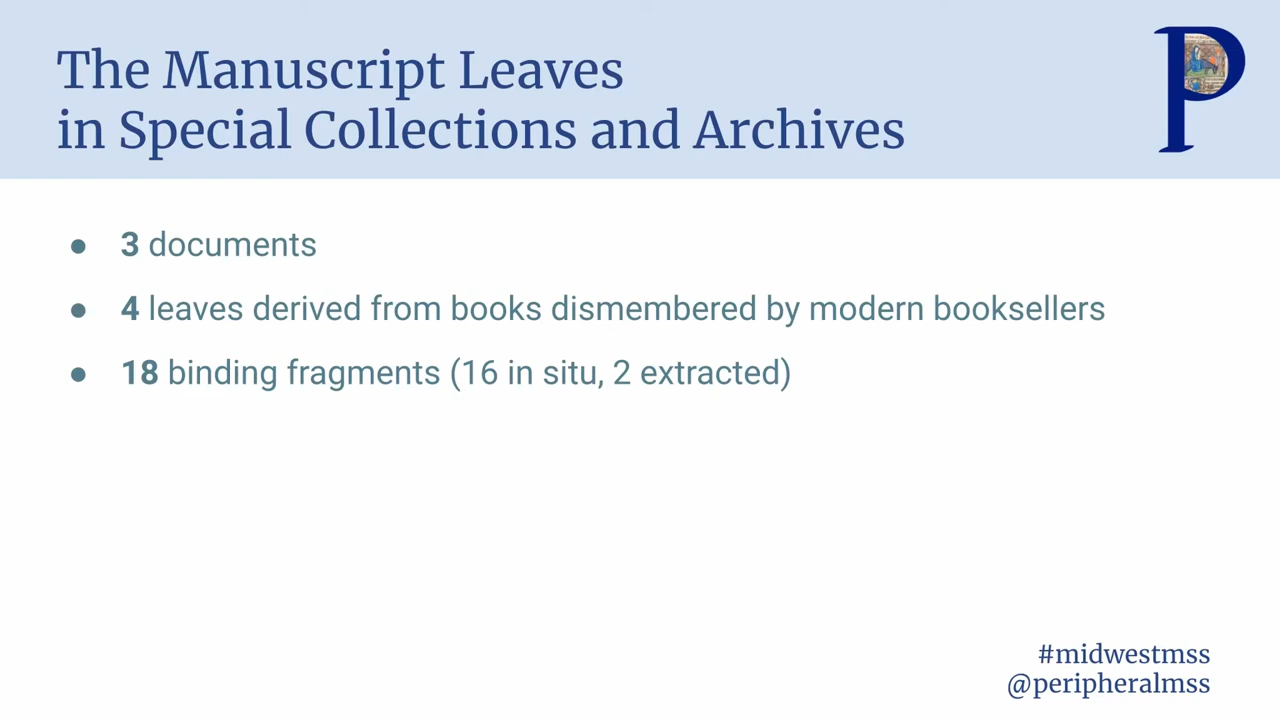 The Manuscript Leaves
in Special Collections and Archives
P
● 3 documents
● 4 leaves derived from books dismembered by modern booksellers
● 18 binding fragments (16 in situ, 2 extracted)
#midwestmss
@peripheralmss